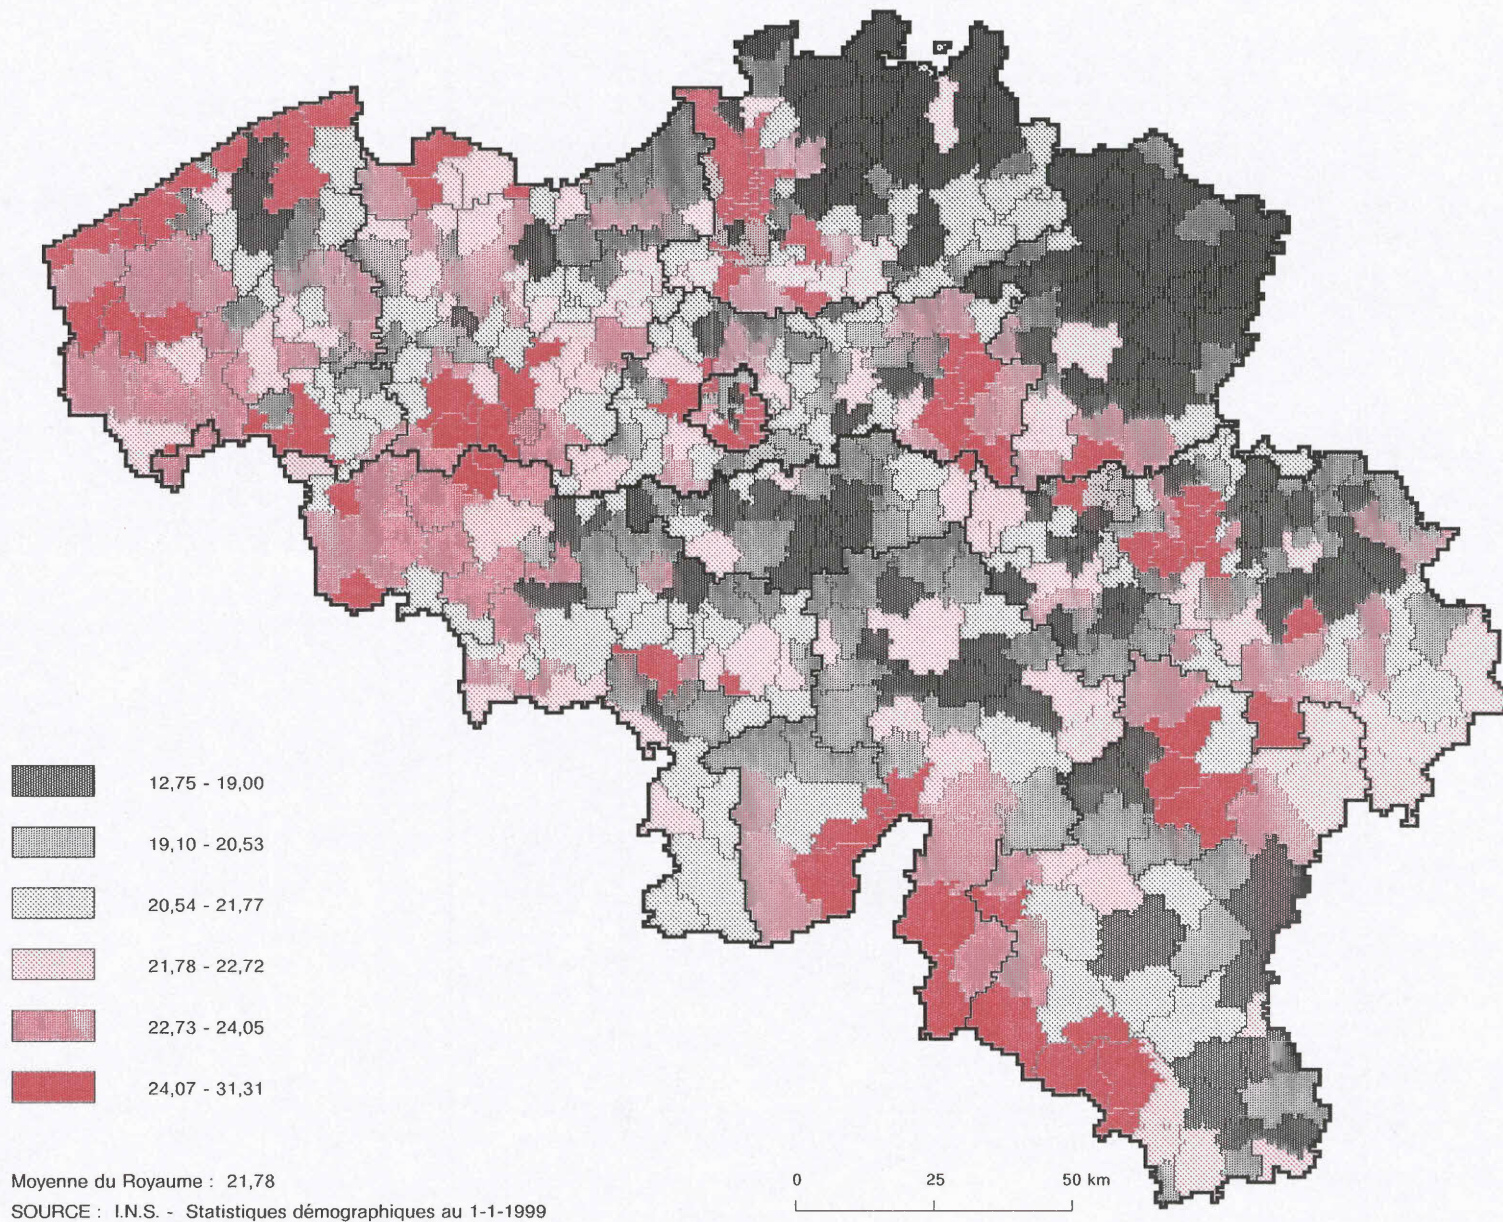 12,75 - 19,00
19,10 - 20,53
20,54 - 21,77
21,78 - 22,72
22,73 - 24,05
24,07 - 31,31
Moyenne du Royaume : 21,78
SOURCE : I.N.S. - Statistiques démographiques au 1-1-1999
0 25 50 km